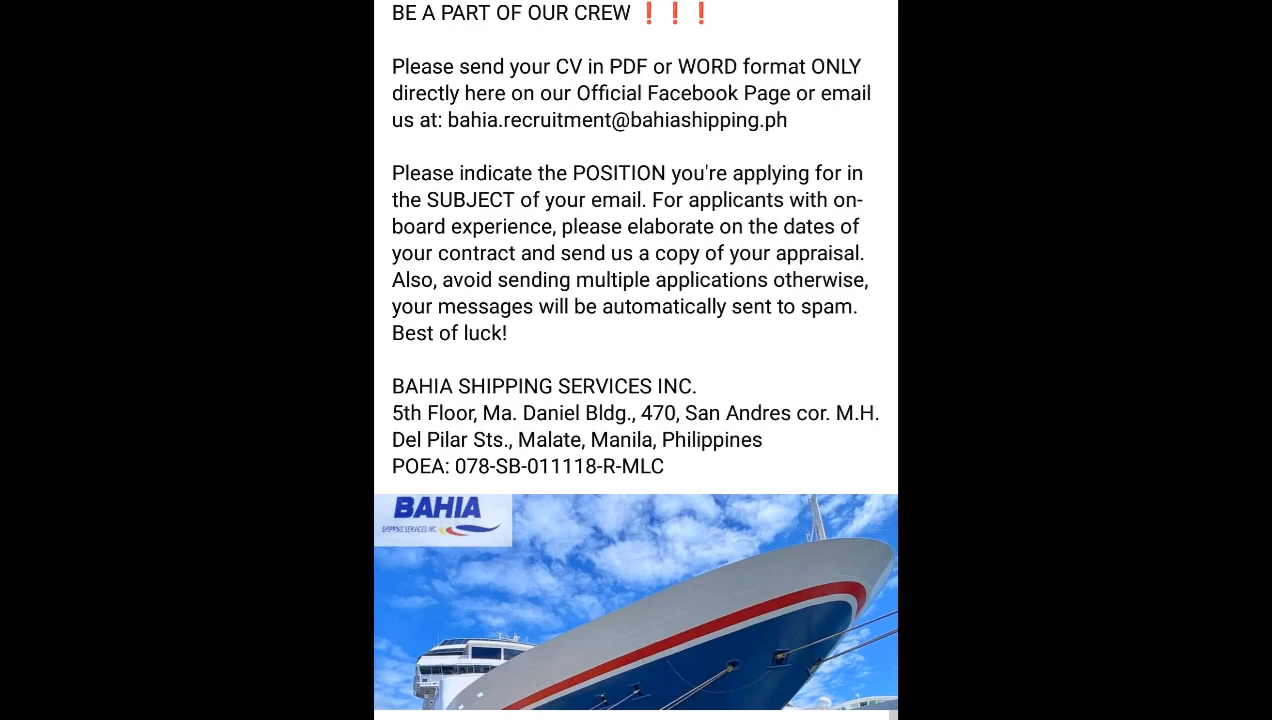 BE A PART OF OUR CREW ❗❗❗
Please send your CV in PDF or WORD format ONLY
directly here on our Official Facebook Page or email
us at: bahia.recruitment@bahiashipping.ph
Please indicate the POSITION you're applying for in
the SUBJECT of your email. For applicants with on-
board experience, please elaborate on the dates of
your contract and send us a copy of your appraisal.
Also, avoid sending multiple applications otherwise,
your messages will be automatically sent to spam.
Best of luck!
BAHIA SHIPPING SERVICES INC.
5th Floor, Ma. Daniel Bldg., 470, San Andres cor. M.H.
Del Pilar Sts., Malate, Manila, Philippines
POEA: 078-SB-011118-R-MLC
BAHIA
SHIPPING SERVICES INC